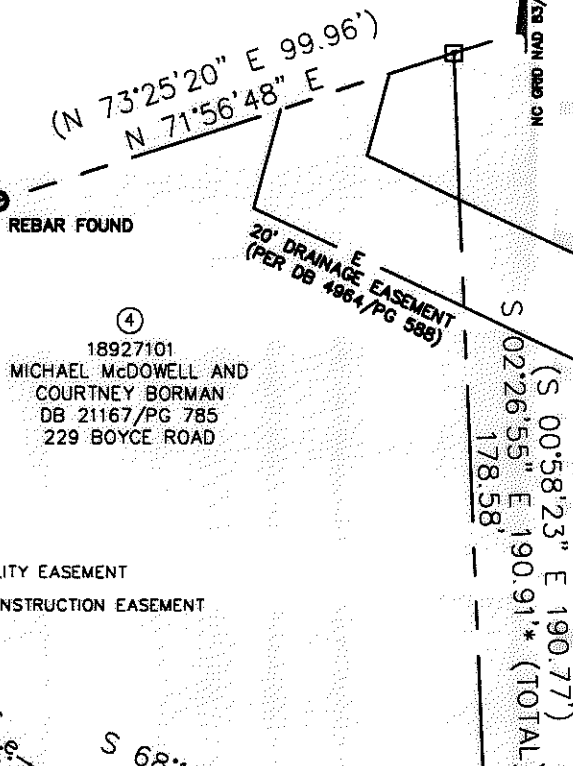 (N 73°25'20" E 99.96')
N 71°56'48" E
NC GRID NAD 83/
REBAR FOUND
E
20' DRAINAGE EASEMENT
(PER DB 4964/PG 588)
4
18927101
MICHAEL McDOWELL AND
COURTNEY BORMAN
DB 21167/PG 785
229 BOYCE ROAD
(S 00°58'23" E 190.77')
S 02°26'55" E 190.91'* (TOTAL
178.58'
LITY EASEMENT
NSTRUCTION EASEMENT
S 68°